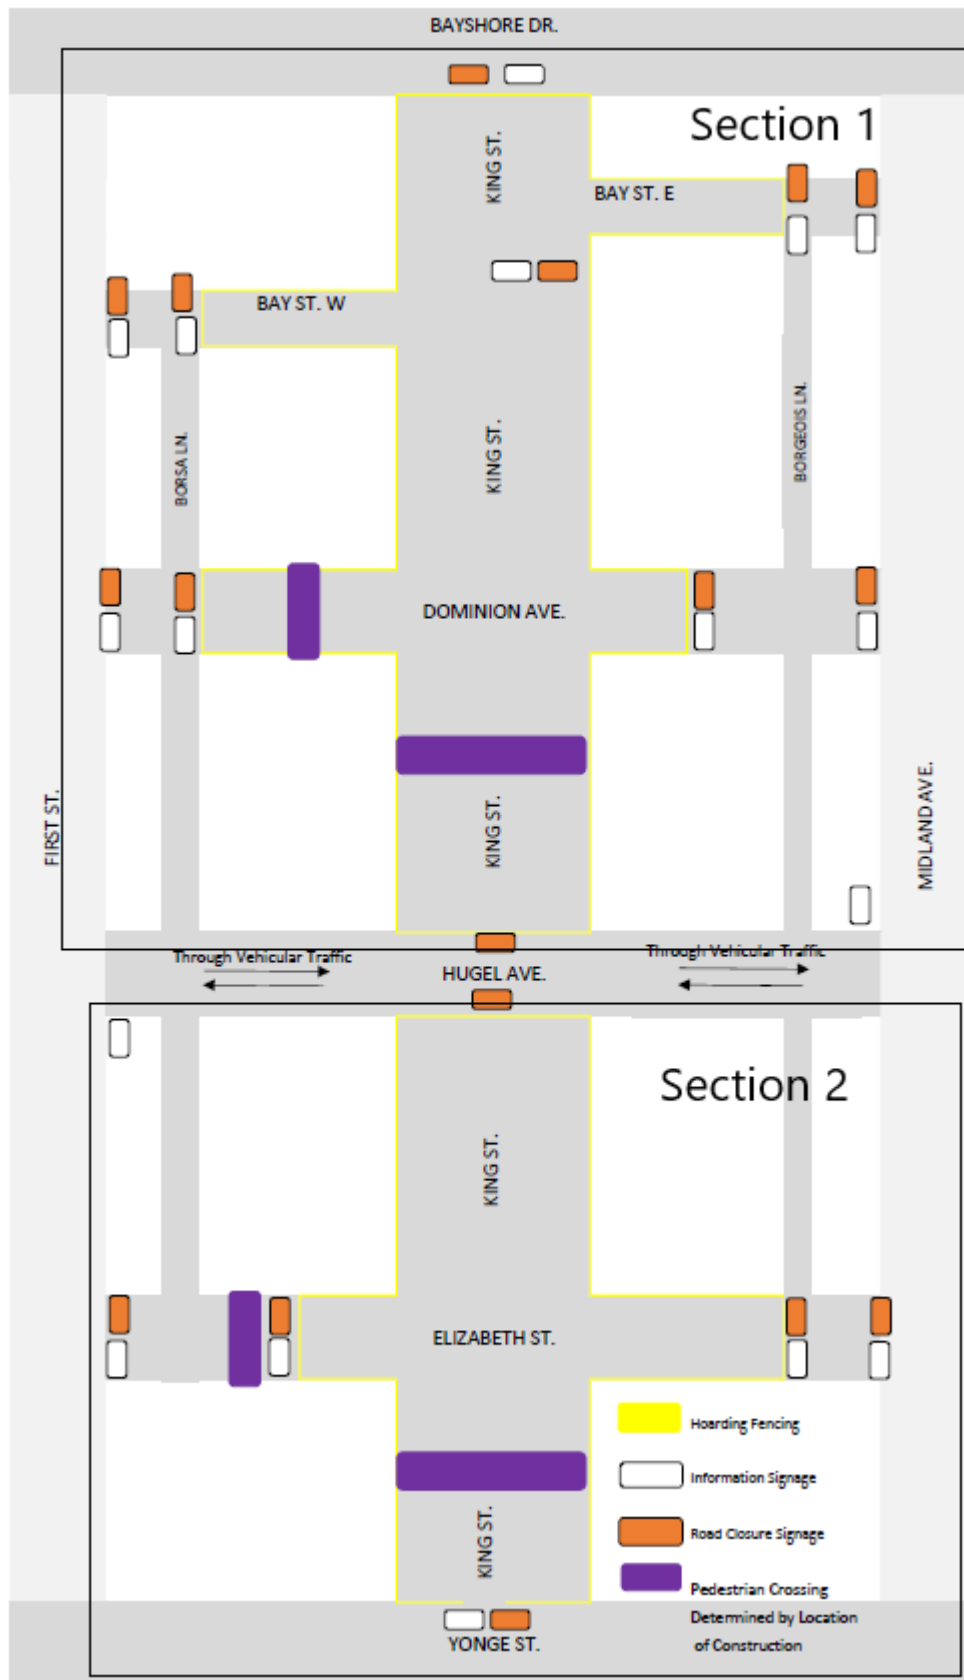 BAYSHORE DR.
Section 1
KING ST.
BAY ST. E
BAY ST. W
KING ST.
BORSA LN.
BORGEOIS LN.
DOMINION AVE.
FIRST ST.
KING ST.
MIDLAND AVE.
Through Vehicular Traffic
Through Vehicular Traffic
HUGEL AVE.
Section 2
KING ST.
ELIZABETH ST.
Hoarding Fencing
Information Signage
KING ST.
Road Closure Signage
Pedestrian Crossing
Determined by Location
of Construction
YONGE ST.